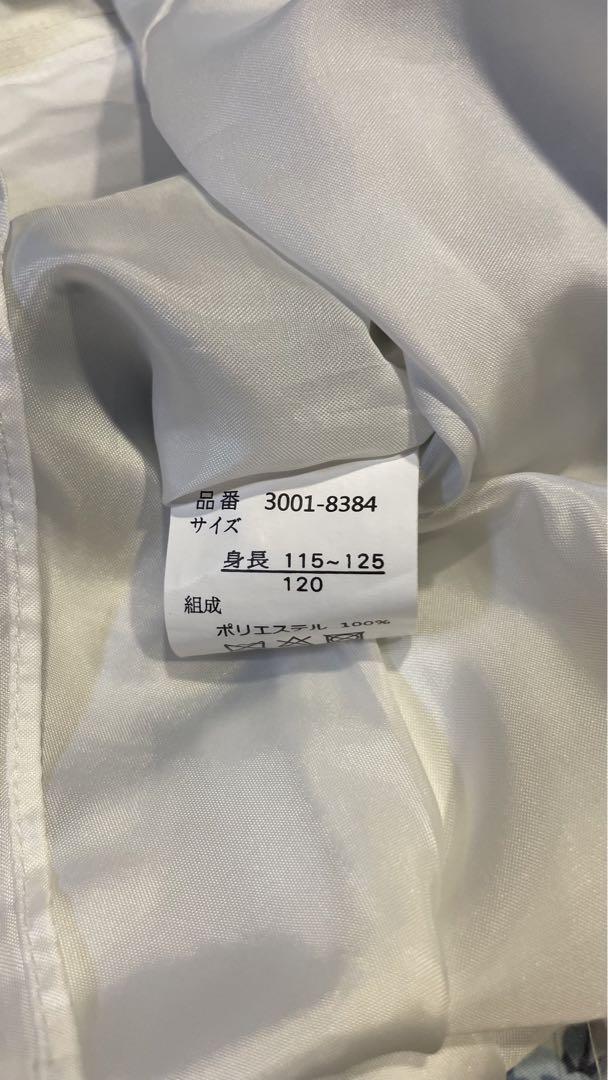 品番 3001-8384
サイズ
身長 115~125
120
組成
ポリエステル 100%